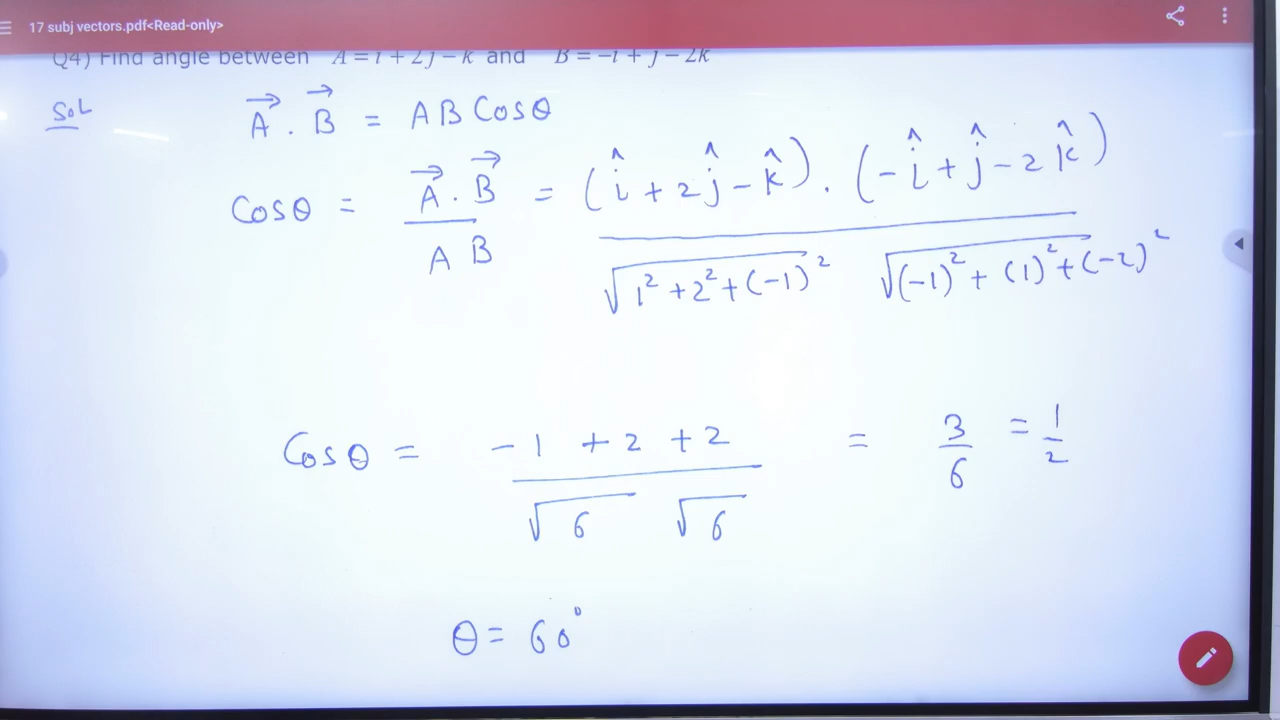 17 subj vectors.pdf<Read-only>
Q4) Find angle between A = i + 2j − k and B = −i + j − 2k
SOL
A⃗ . B⃗ = A B Cosθ
Cosθ = A⃗ . B⃗ / A B = (î + 2ĵ − k̂) . (−î + ĵ − 2k̂) / √1² + 2² + (−1)² √(−1)² + (1)² + (−2)²
Cosθ = −1 + 2 + 2 / √6 √6 = 3/6 = 1/2
θ = 60°